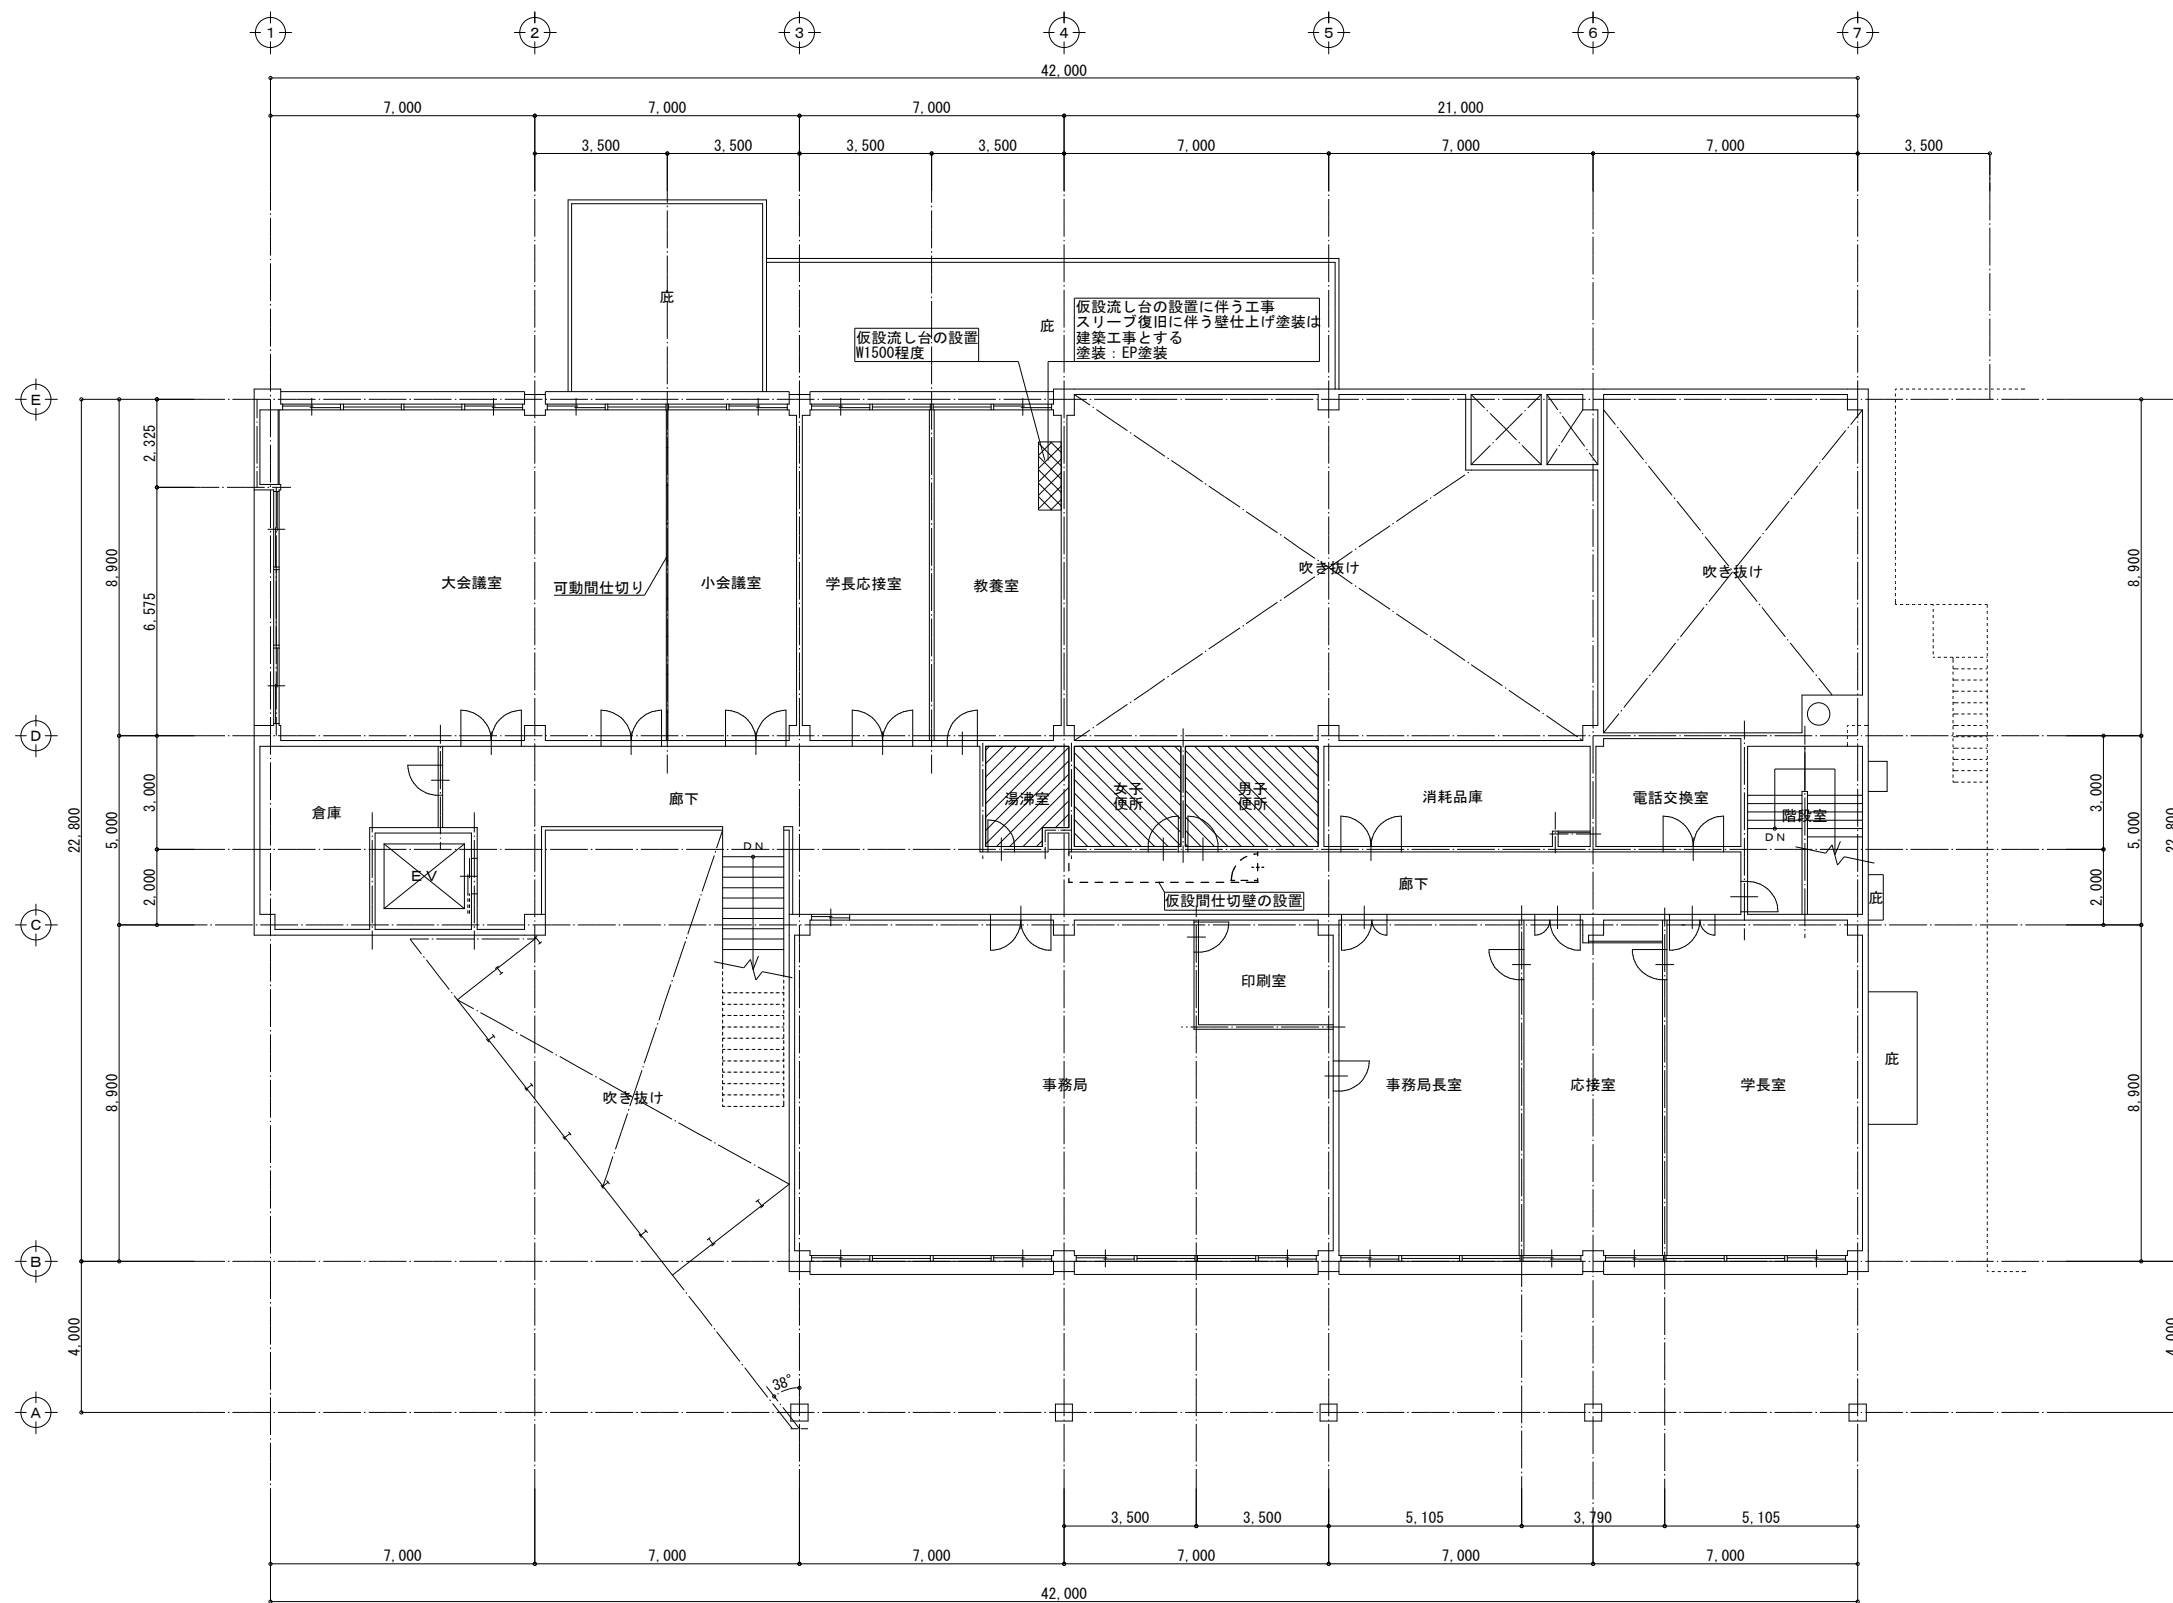 1
2
3
4
5
6
7
42,000
7,000
7,000
7,000
21,000
3,500
3,500
3,500
3,500
7,000
7,000
7,000
3,500
庇
仮設流し台の設置
W1500程度
庇
仮設流し台の設置に伴う工事
スリーブ復旧に伴う壁仕上げ塗装は
建築工事とする
塗装：EP塗装
E
D
C
B
A
2,325
8,900
6,575
22,800
5,000
3,000
2,000
8,900
4,000
大会議室
可動間仕切り
小会議室
学長応接室
教養室
吹き抜け
吹き抜け
倉庫
廊下
湯沸室
女子
便所
男子
便所
消耗品庫
電話交換室
階段室
DN
EV
DN
廊下
仮設間仕切壁の設置
庇
印刷室
事務局
事務局長室
応接室
学長室
庇
吹き抜け
38°
8,900
3,000
5,000
2,000
22,800
8,900
4,000
3,500
3,500
5,105
3,790
5,105
7,000
7,000
7,000
7,000
7,000
7,000
42,000